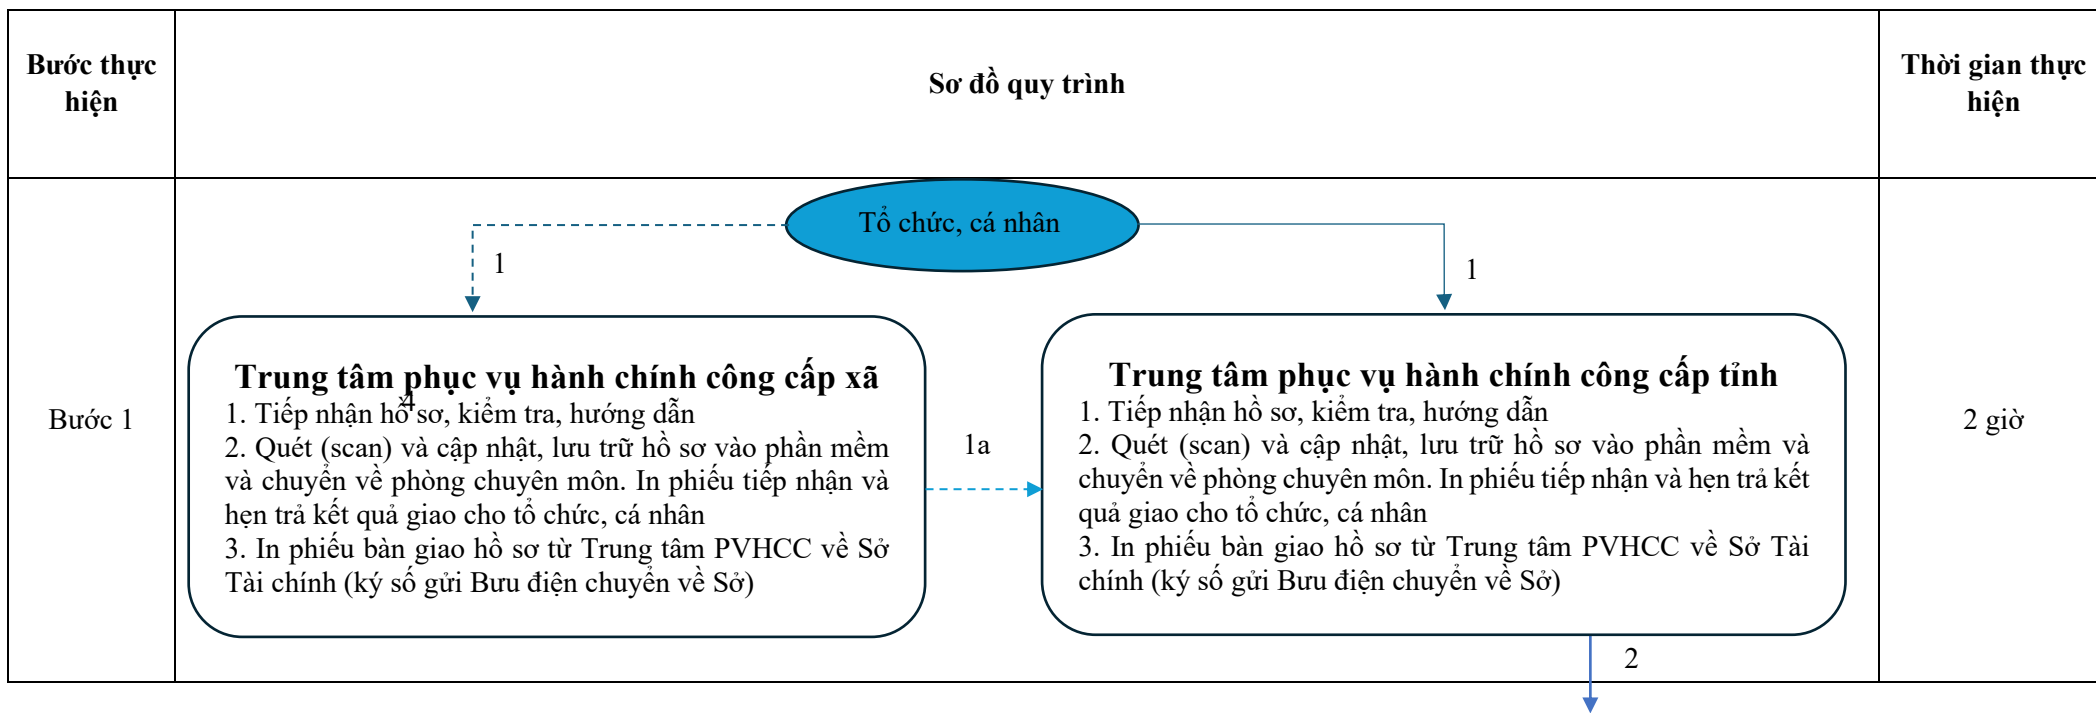 Bước thực
hiện
Sơ đồ quy trình
Thời gian thực
hiện
Tổ chức, cá nhân
1
1
Bước 1
Trung tâm phục vụ hành chính công cấp xã
4
1. Tiếp nhận hồ sơ, kiểm tra, hướng dẫn
2. Quét (scan) và cập nhật, lưu trữ hồ sơ vào phần mềm
và chuyển về phòng chuyên môn. In phiếu tiếp nhận và
hẹn trả kết quả giao cho tổ chức, cá nhân
3. In phiếu bàn giao hồ sơ từ Trung tâm PVHCC về Sở
Tài chính (ký số gửi Bưu điện chuyển về Sở)
1a
Trung tâm phục vụ hành chính công cấp tỉnh
1. Tiếp nhận hồ sơ, kiểm tra, hướng dẫn
2. Quét (scan) và cập nhật, lưu trữ hồ sơ vào phần mềm và
chuyển về phòng chuyên môn. In phiếu tiếp nhận và hẹn trả kết
quả giao cho tổ chức, cá nhân
3. In phiếu bàn giao hồ sơ từ Trung tâm PVHCC về Sở Tài
chính (ký số gửi Bưu điện chuyển về Sở)
2 giờ
2